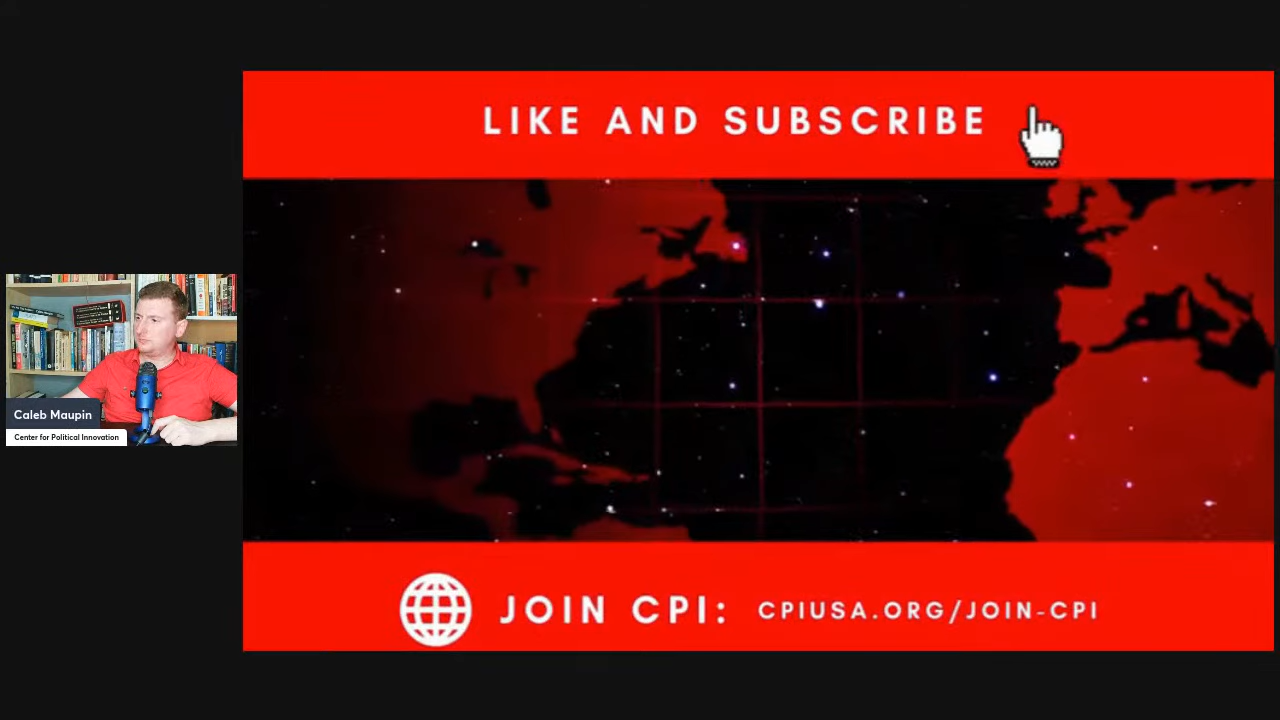 LIKE AND SUBSCRIBE
Caleb Maupin
Center for Political Innovation
JOIN CPI: CPIUSA.ORG/JOIN-CPI